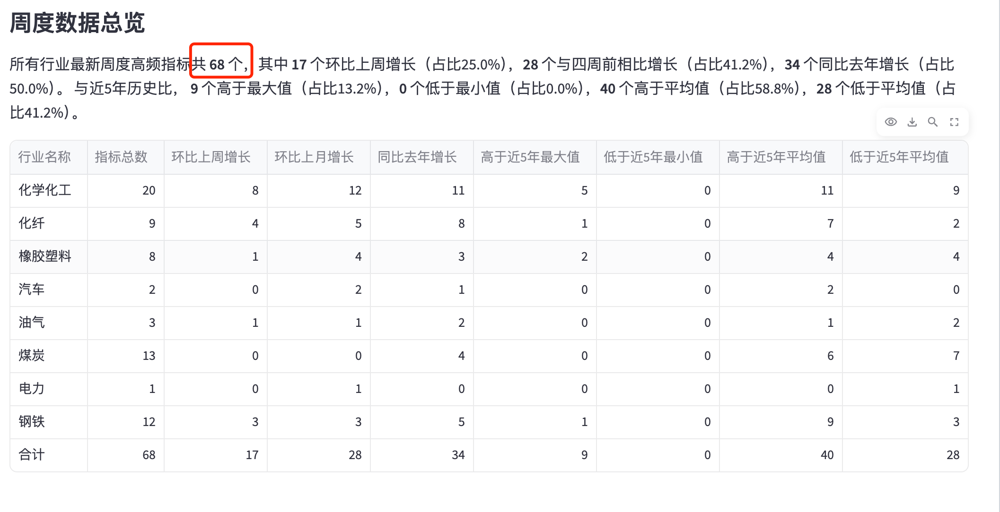 周度数据总览
所有行业最新周度高频指标共 68 个，其中 17 个环比上周增长（占比25.0%），28 个与四周前相比增长（占比41.2%），34 个同比去年增长（占比
50.0%）。 与近5年历史比， 9 个高于最大值（占比13.2%），0 个低于最小值（占比0.0%），40 个高于平均值（占比58.8%），28 个低于平均值（占
比41.2%）。
行业名称 指标总数 环比上周增长 环比上月增长 同比去年增长 高于近5年最大值 低于近5年最小值 高于近5年平均值 低于近5年平均值
化学化工 20 8 12 11 5 0 11 9
化纤 9 4 5 8 1 0 7 2
橡胶塑料 8 1 4 3 2 0 4 4
汽车 2 0 2 1 0 0 2 0
油气 3 1 1 2 0 0 1 2
煤炭 13 0 0 4 0 0 6 7
电力 1 0 1 0 0 0 0 1
钢铁 12 3 3 5 1 0 9 3
合计 68 17 28 34 9 0 40 28